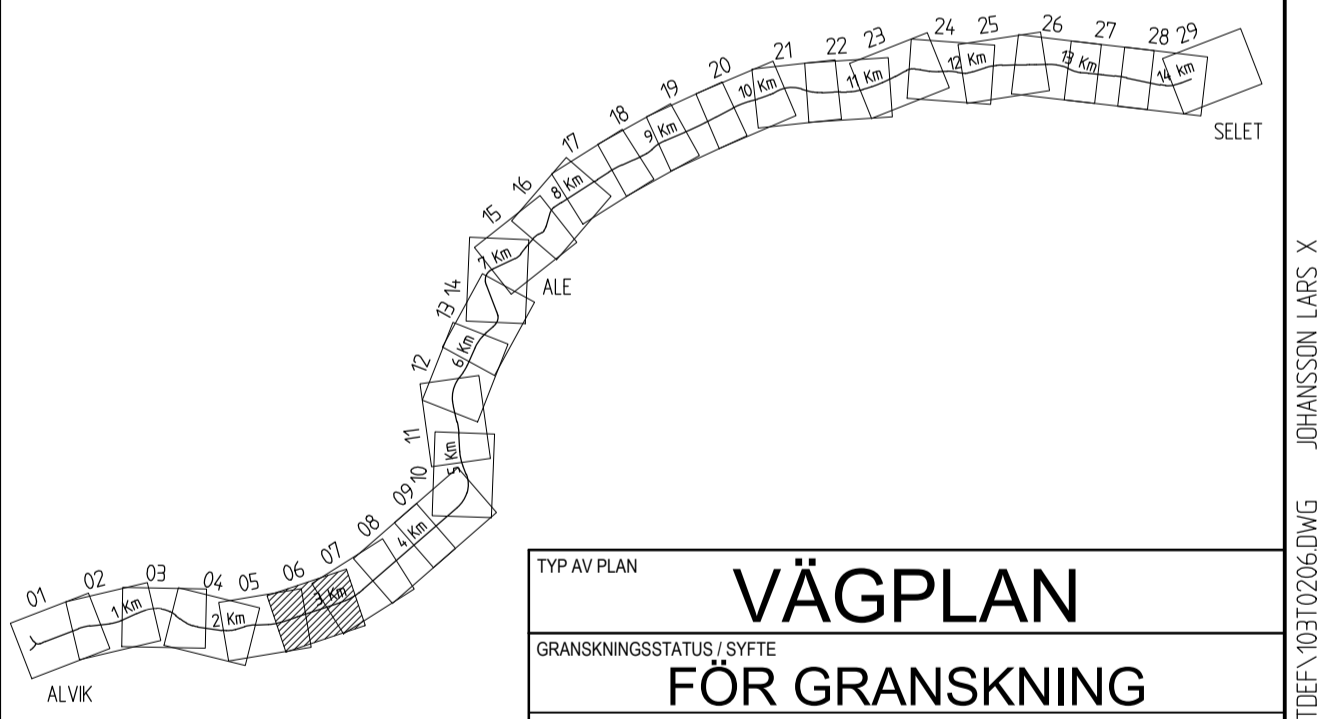 01
02
03
04
05
06
07
08
09
10
11
12
13
14
15
16
17
18
19
20
21
22
23
24
25
26
27
28
29
1 Km
2 Km
3 Km
4 Km
5 Km
6 Km
7 Km
8 Km
9 Km
10 Km
11 Km
12 Km
13 Km
14 Km
ALVIK
ALE
SELET
TYP AV PLAN
VÄGPLAN
GRANSKNINGSSTATUS / SYFTE
FÖR GRANSKNING
TDEF\103T0206.DWG JOHANSSON LARS X